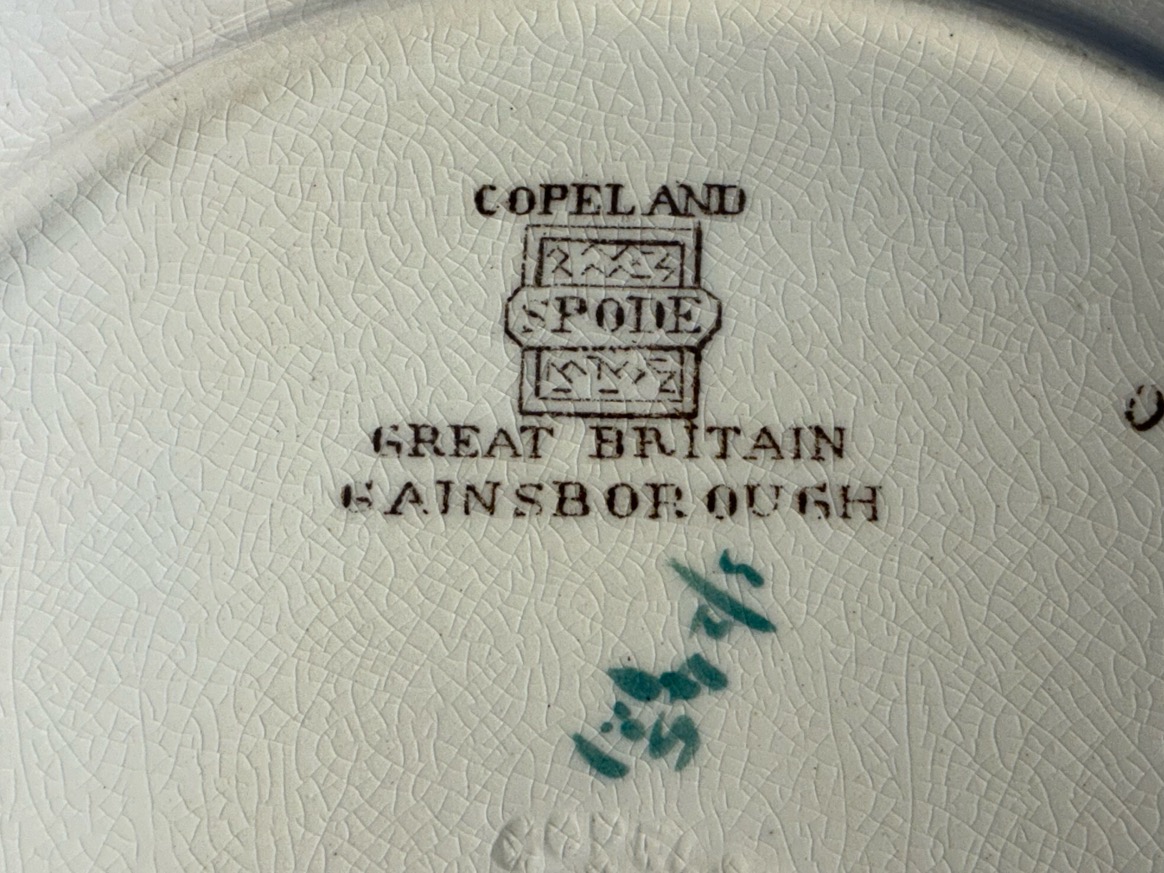 COPELAND
SPODE
GREAT BRITAIN
GAINSBOROUGH